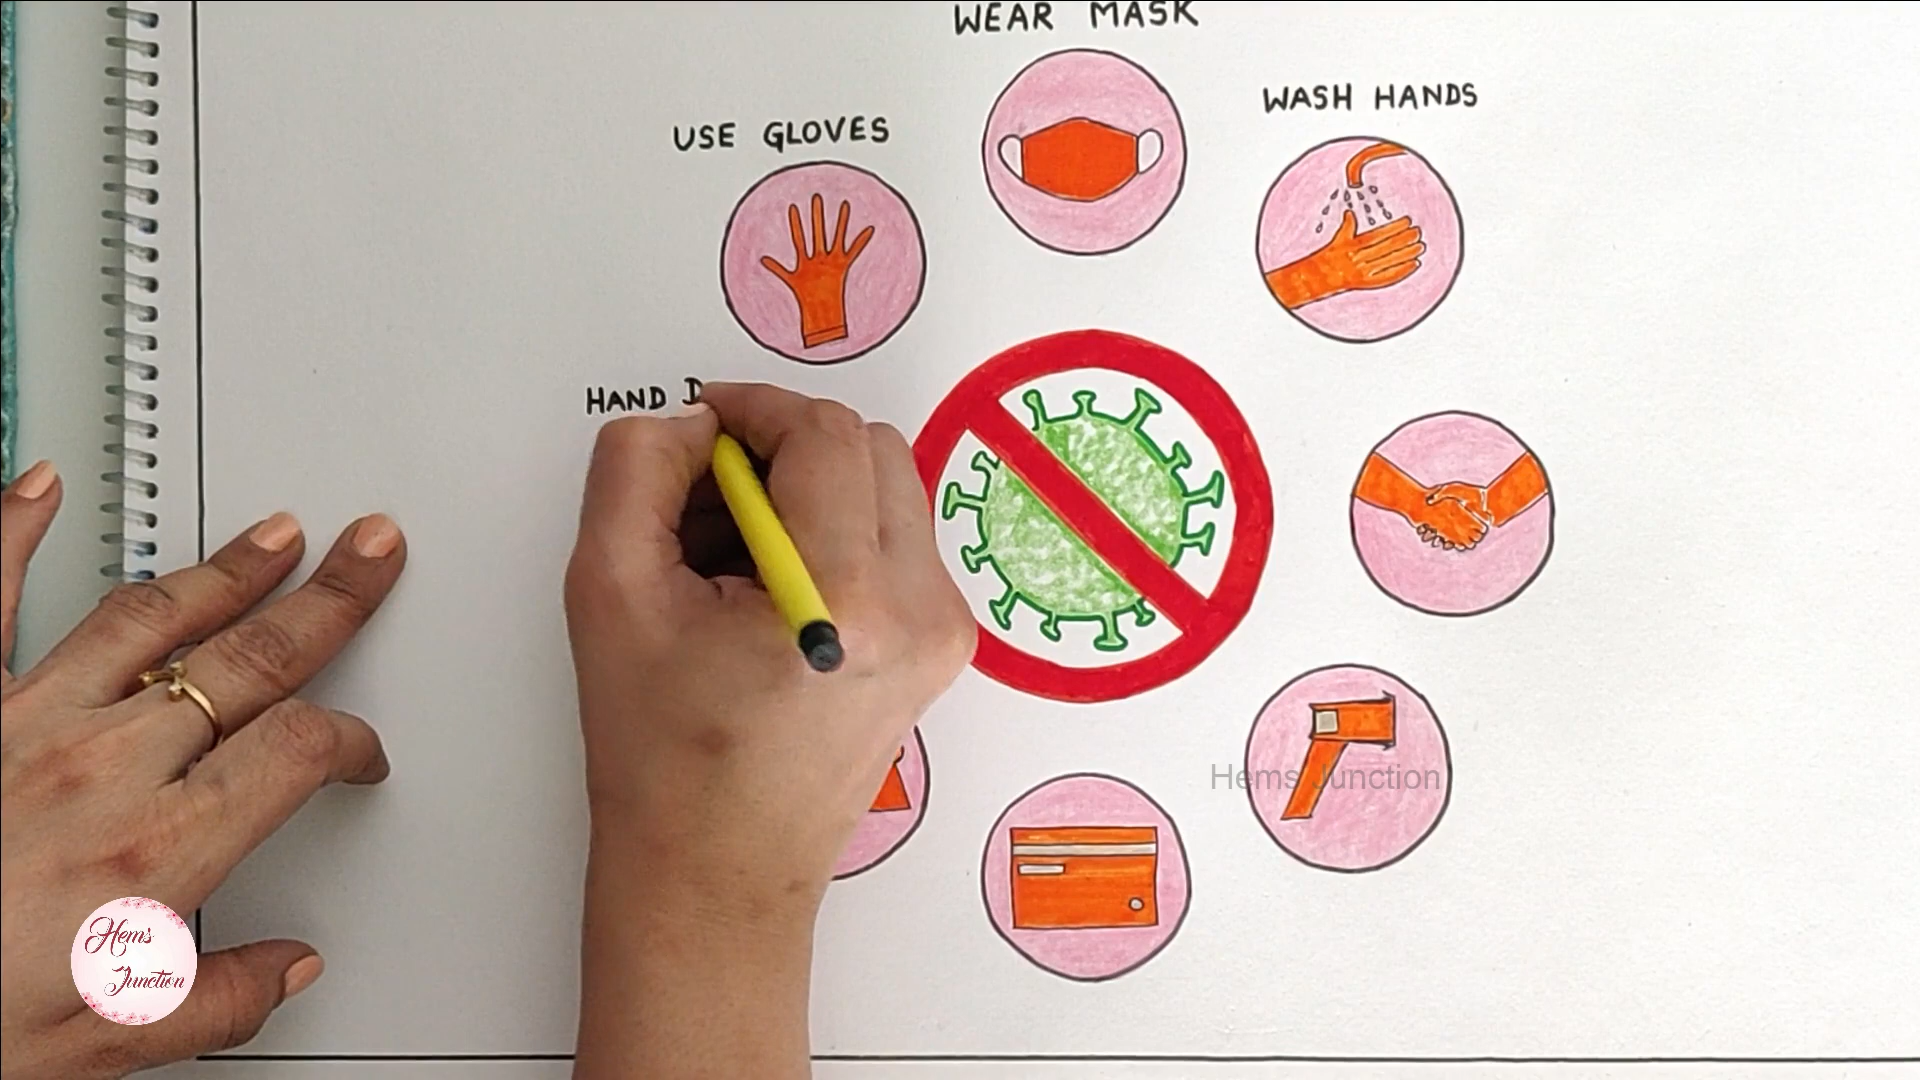 WEAR MASK
WASH HANDS
USE GLOVES
HAND D
Hems Junction
Hems
Junction